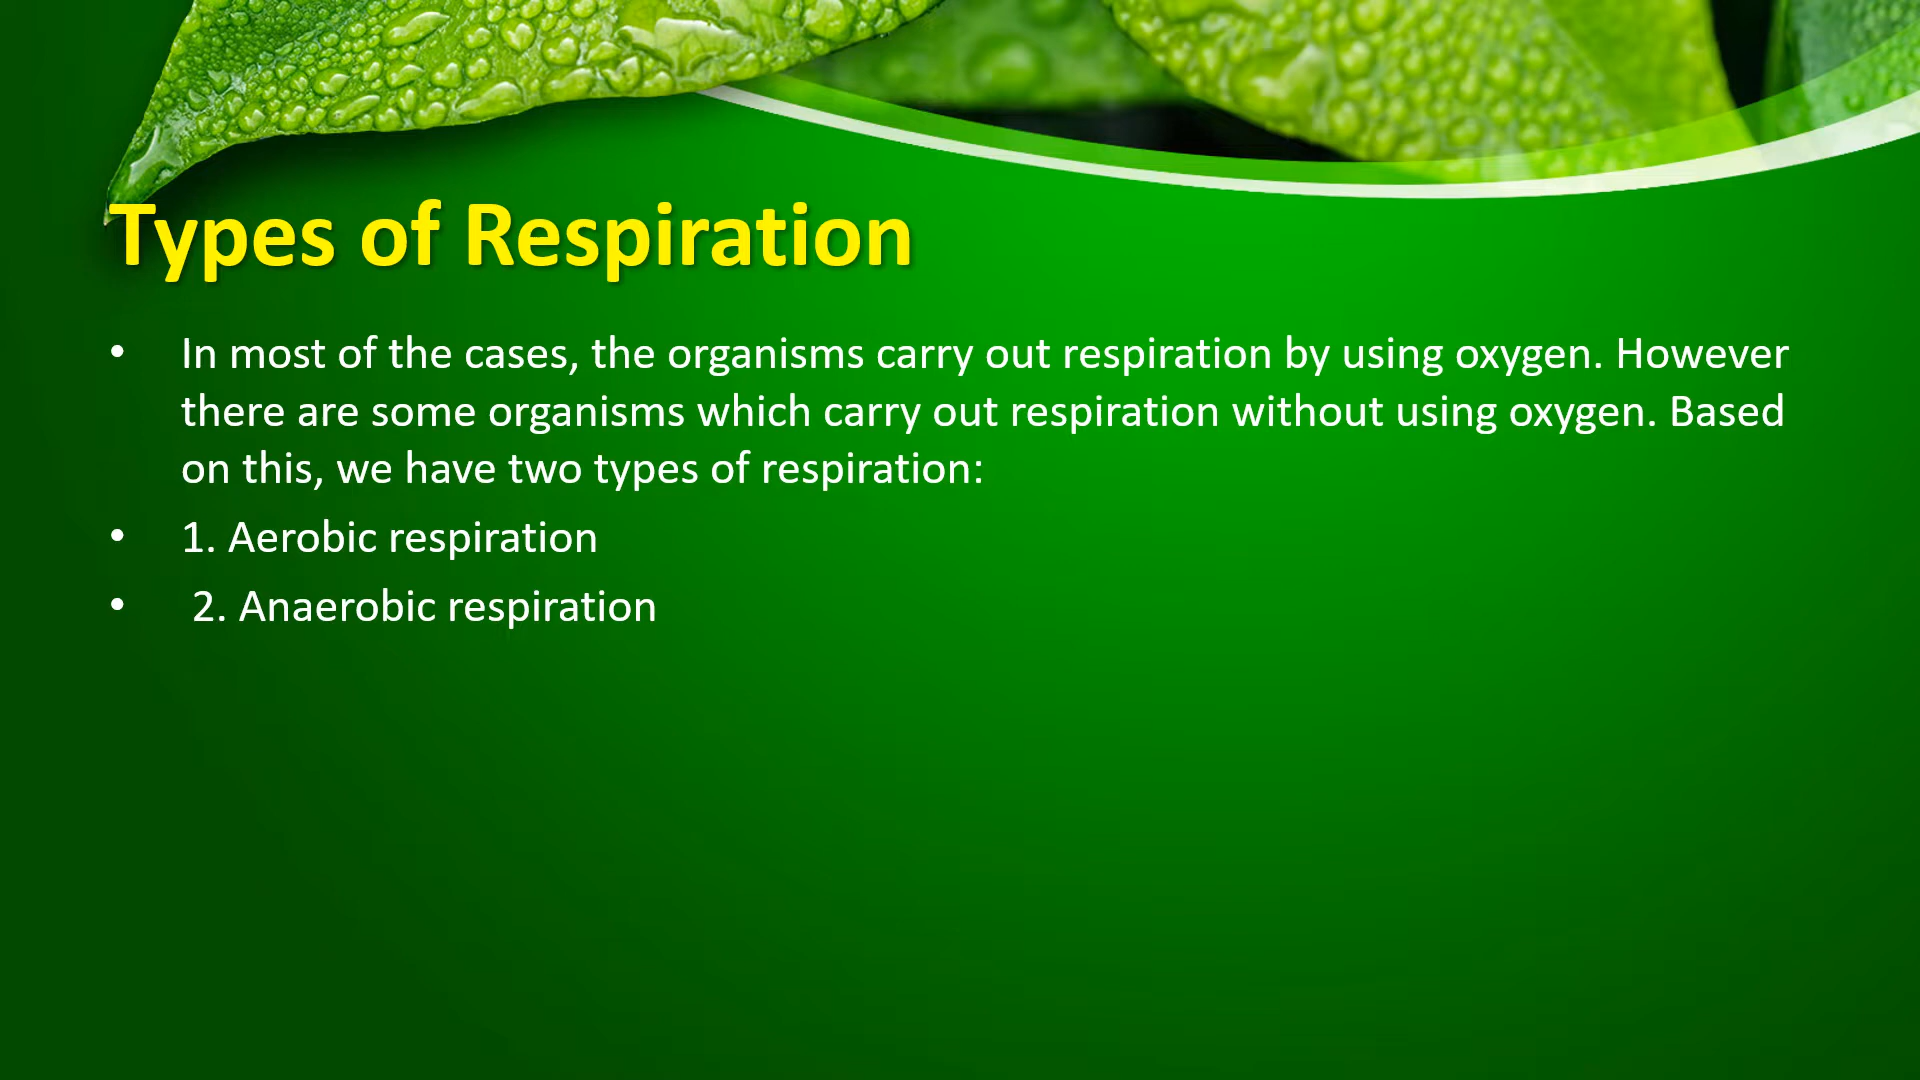 Types of Respiration
• In most of the cases, the organisms carry out respiration by using oxygen. However
there are some organisms which carry out respiration without using oxygen. Based
on this, we have two types of respiration:
• 1. Aerobic respiration
• 2. Anaerobic respiration